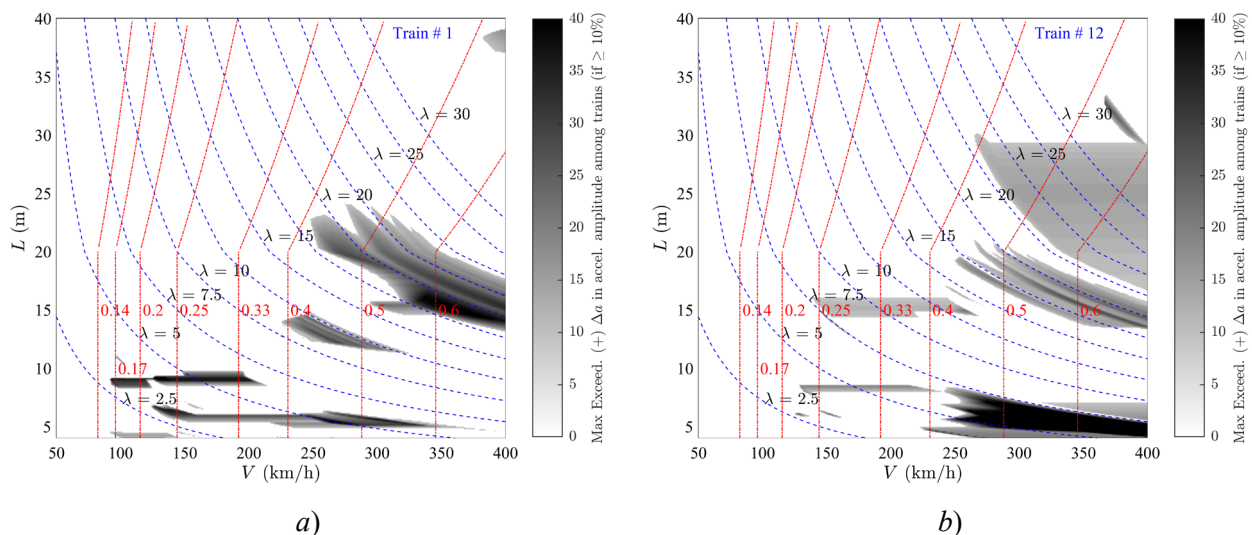 Train # 1
40
35
30
25
20
15
10
5
L (m)
λ = 30
λ = 25
λ = 20
λ = 15
λ = 10
λ = 7.5
λ = 5
λ = 2.5
0.14
0.2
0.25
0.33
0.4
0.5
0.6
0.17
50 100 150 200 250 300 350 400
V (km/h)
40
35
30
25
20
15
10
5
0
Max Exceed. (+) Δa in accel. amplitude among trains (if ≥ 10%)
a)
Train # 12
40
35
30
25
20
15
10
5
L (m)
λ = 30
λ = 25
λ = 20
λ = 15
λ = 10
λ = 7.5
λ = 5
λ = 2.5
0.14
0.2
0.25
0.33
0.4
0.5
0.6
0.17
50 100 150 200 250 300 350 400
V (km/h)
40
35
30
25
20
15
10
5
0
Max Exceed. (+) Δa in accel. amplitude among trains (if ≥ 10%)
b)